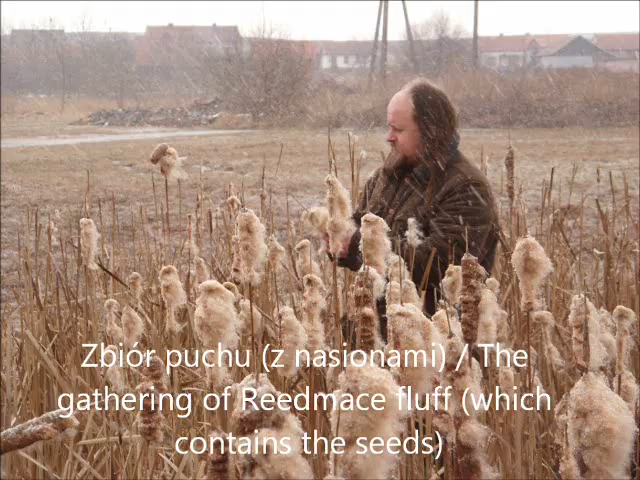 Zbiór puchu (z nasionami) / The
gathering of Reedmace fluff (which
contains the seeds)